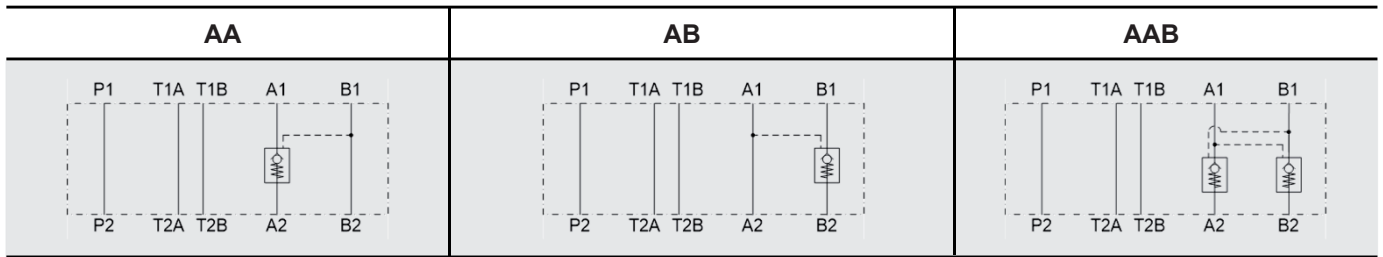 AA AB AAB
P1 T1A T1B A1 B1 P1 T1A T1B A1 B1 P1 T1A T1B A1 B1
P2 T2A T2B A2 B2 P2 T2A T2B A2 B2 P2 T2A T2B A2 B2